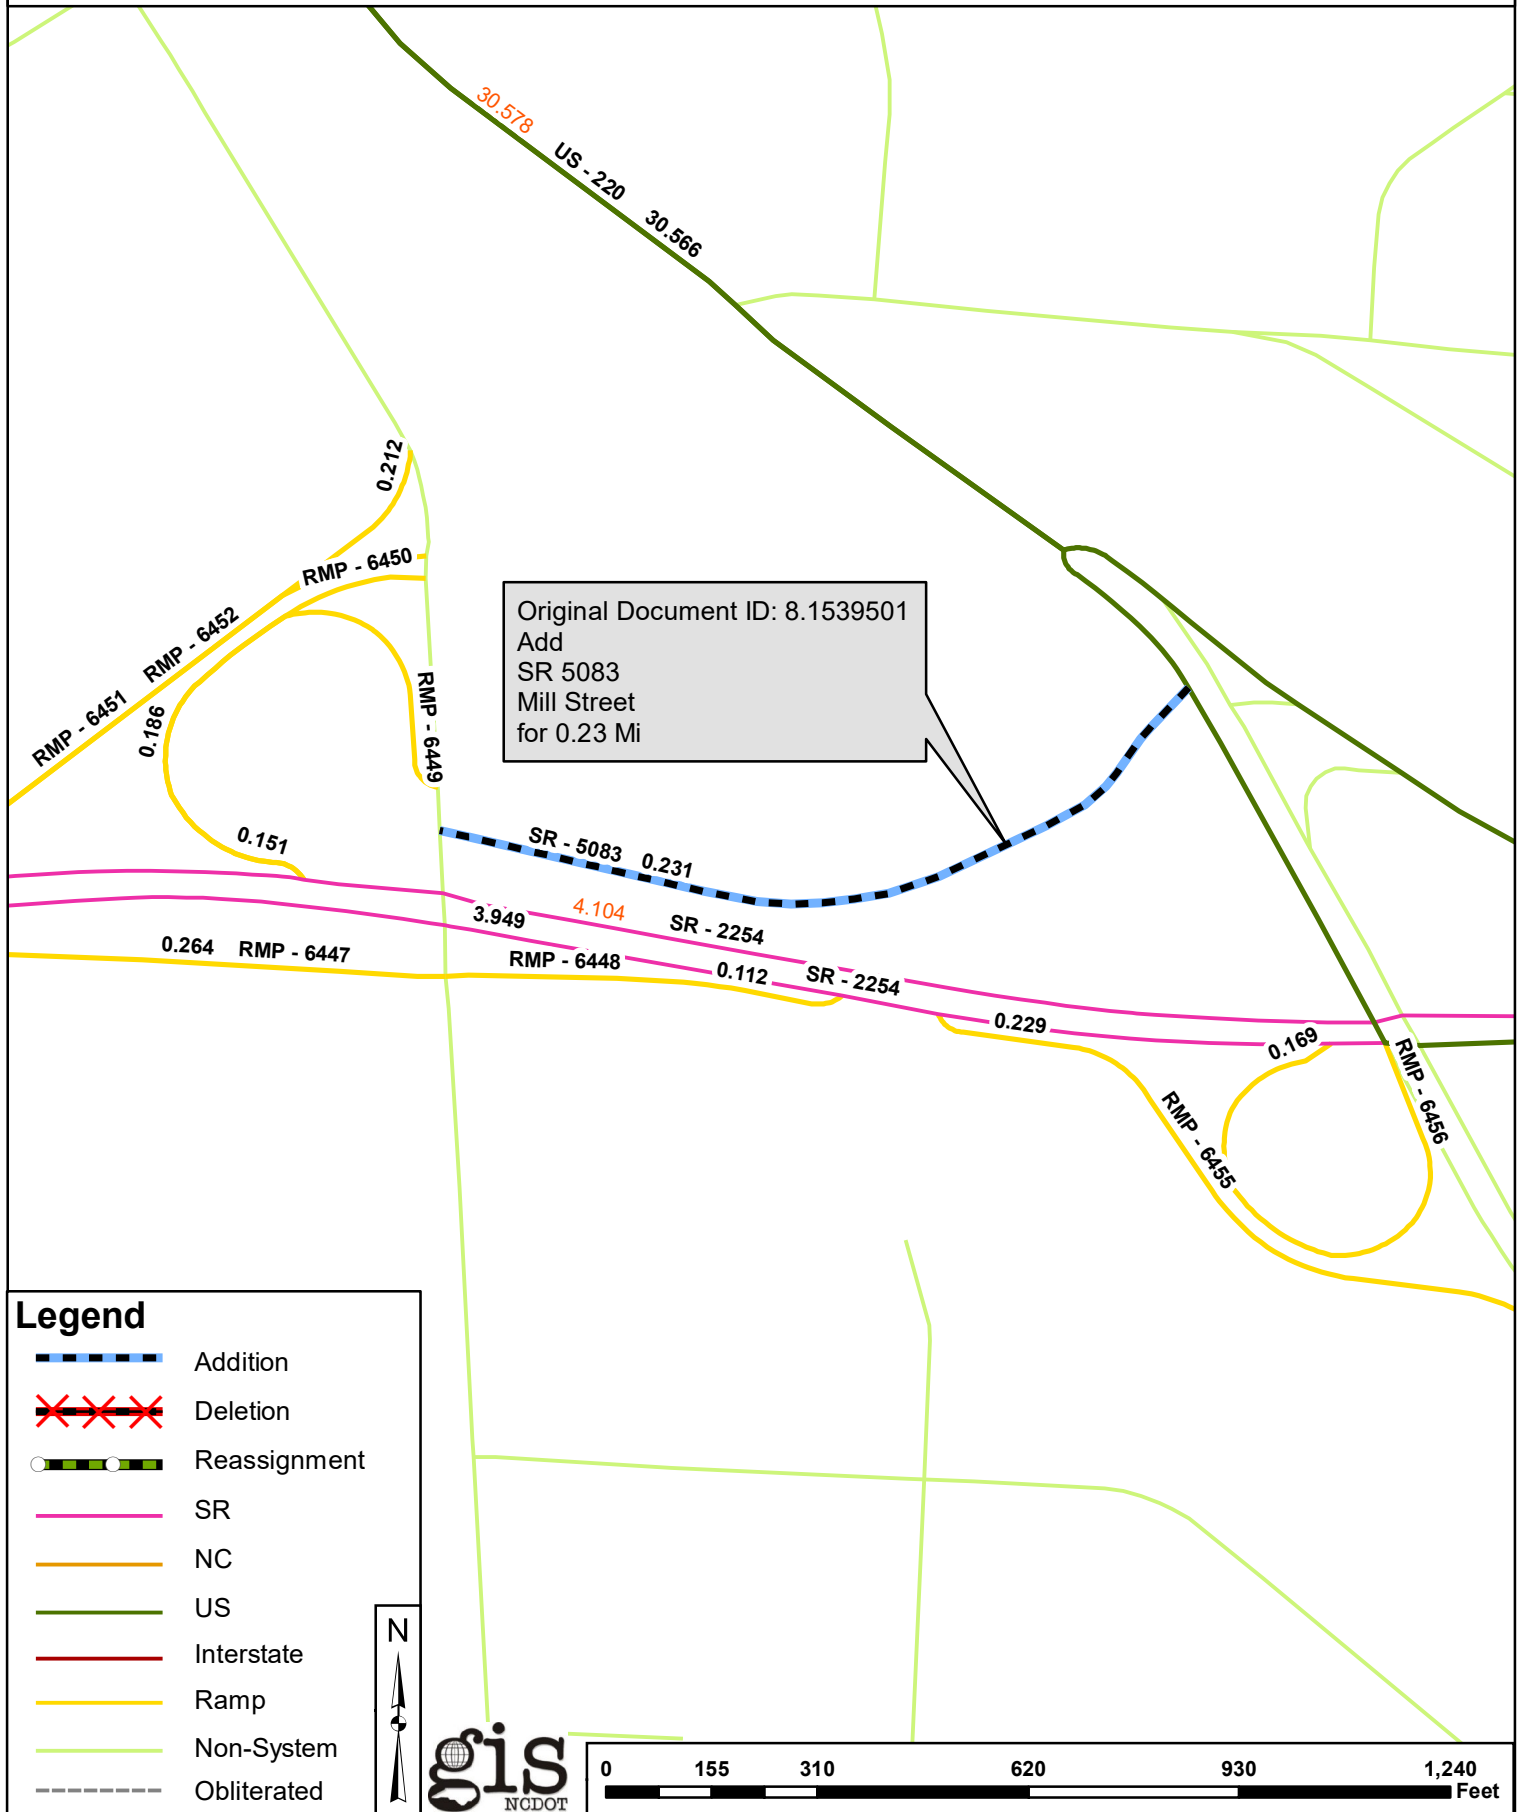 30.578
US - 220
30.566
0.212
RMP - 6450
RMP - 6452
RMP - 6451
0.186
RMP - 6449
Original Document ID: 8.1539501
Add
SR 5083
Mill Street
for 0.23 Mi
0.151
SR - 5083 0.231
3.949
4.104
SR - 2254
0.264 RMP - 6447
RMP - 6448
0.112
SR - 2254
0.229
0.169
RMP - 6456
RMP - 6455
Legend
Addition
Deletion
Reassignment
SR
NC
US
Interstate
Ramp
Non-System
Obliterated
N
gis
NCDOT
0 155 310 620 930 1,240
Feet